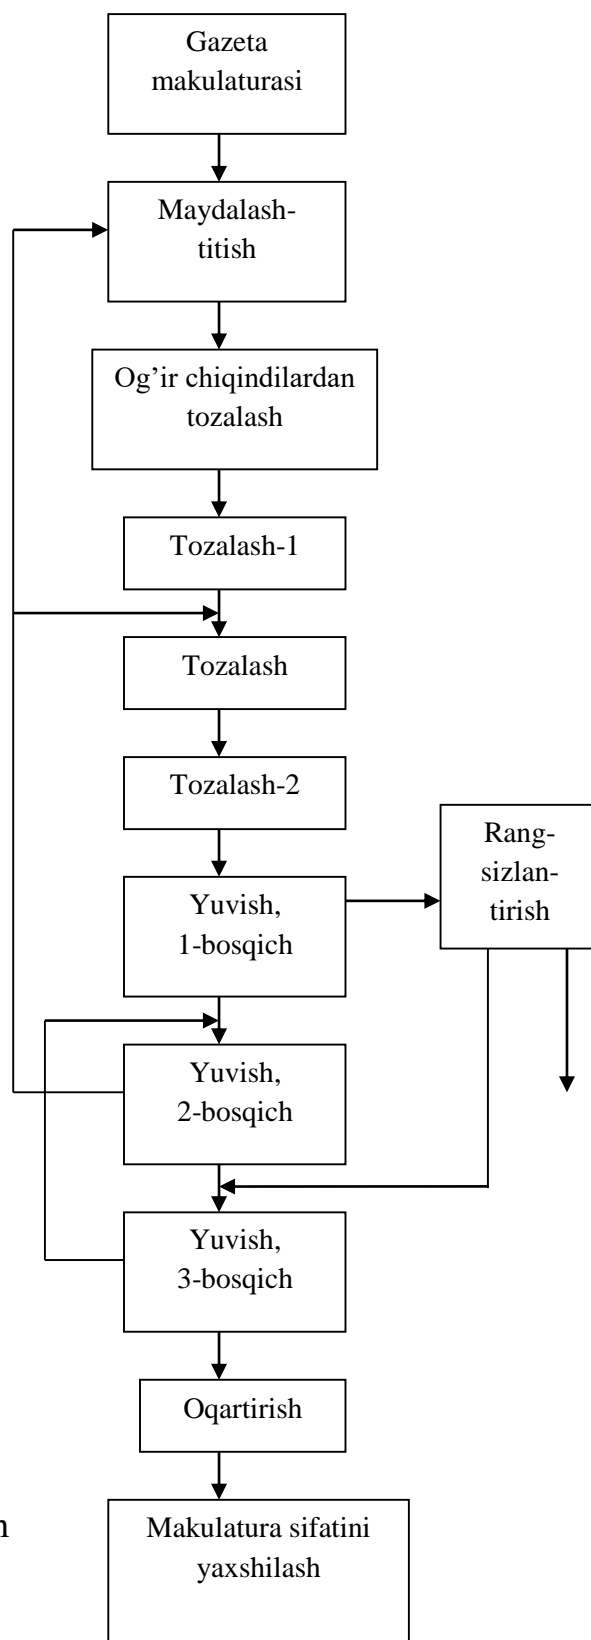 Gazeta
makulaturasi
Maydalash-
titish
Og’ir chiqindilardan
tozalash
Tozalash-1
Tozalash
Tozalash-2
Rang-
sizlan-
tirish
Yuvish,
1-bosqich
Yuvish,
2-bosqich
Yuvish,
3-bosqich
Oqartirish
Makulatura sifatini
yaxshilash